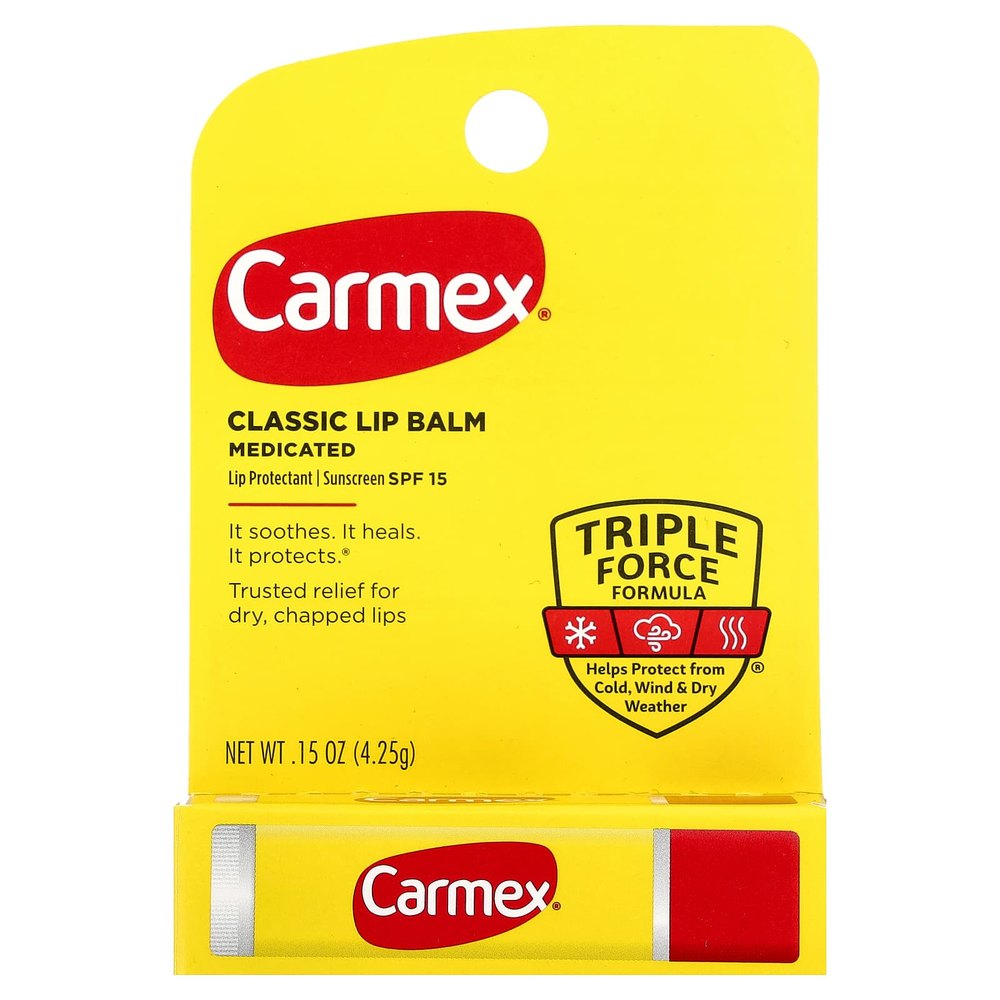 Carmex®
CLASSIC LIP BALM
MEDICATED
Lip Protectant | Sunscreen SPF 15
It soothes. It heals.
It protects.®
Trusted relief for
dry, chapped lips
TRIPLE
FORCE
FORMULA
Helps Protect from
Cold, Wind & Dry
Weather
®
NET WT .15 OZ (4.25g)
Carmex
Carmex®